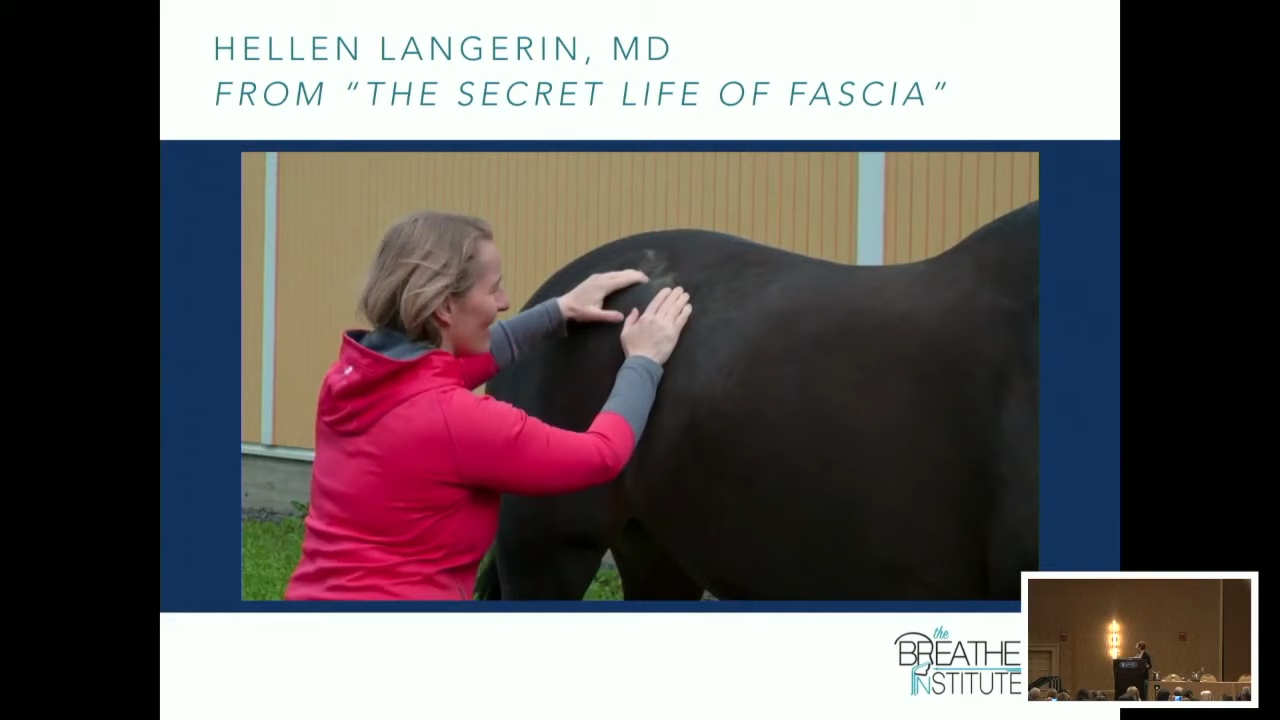 HELLEN LANGERIN, MD
FROM “THE SECRET LIFE OF FASCIA”
the
BREATHE
INSTITUTE